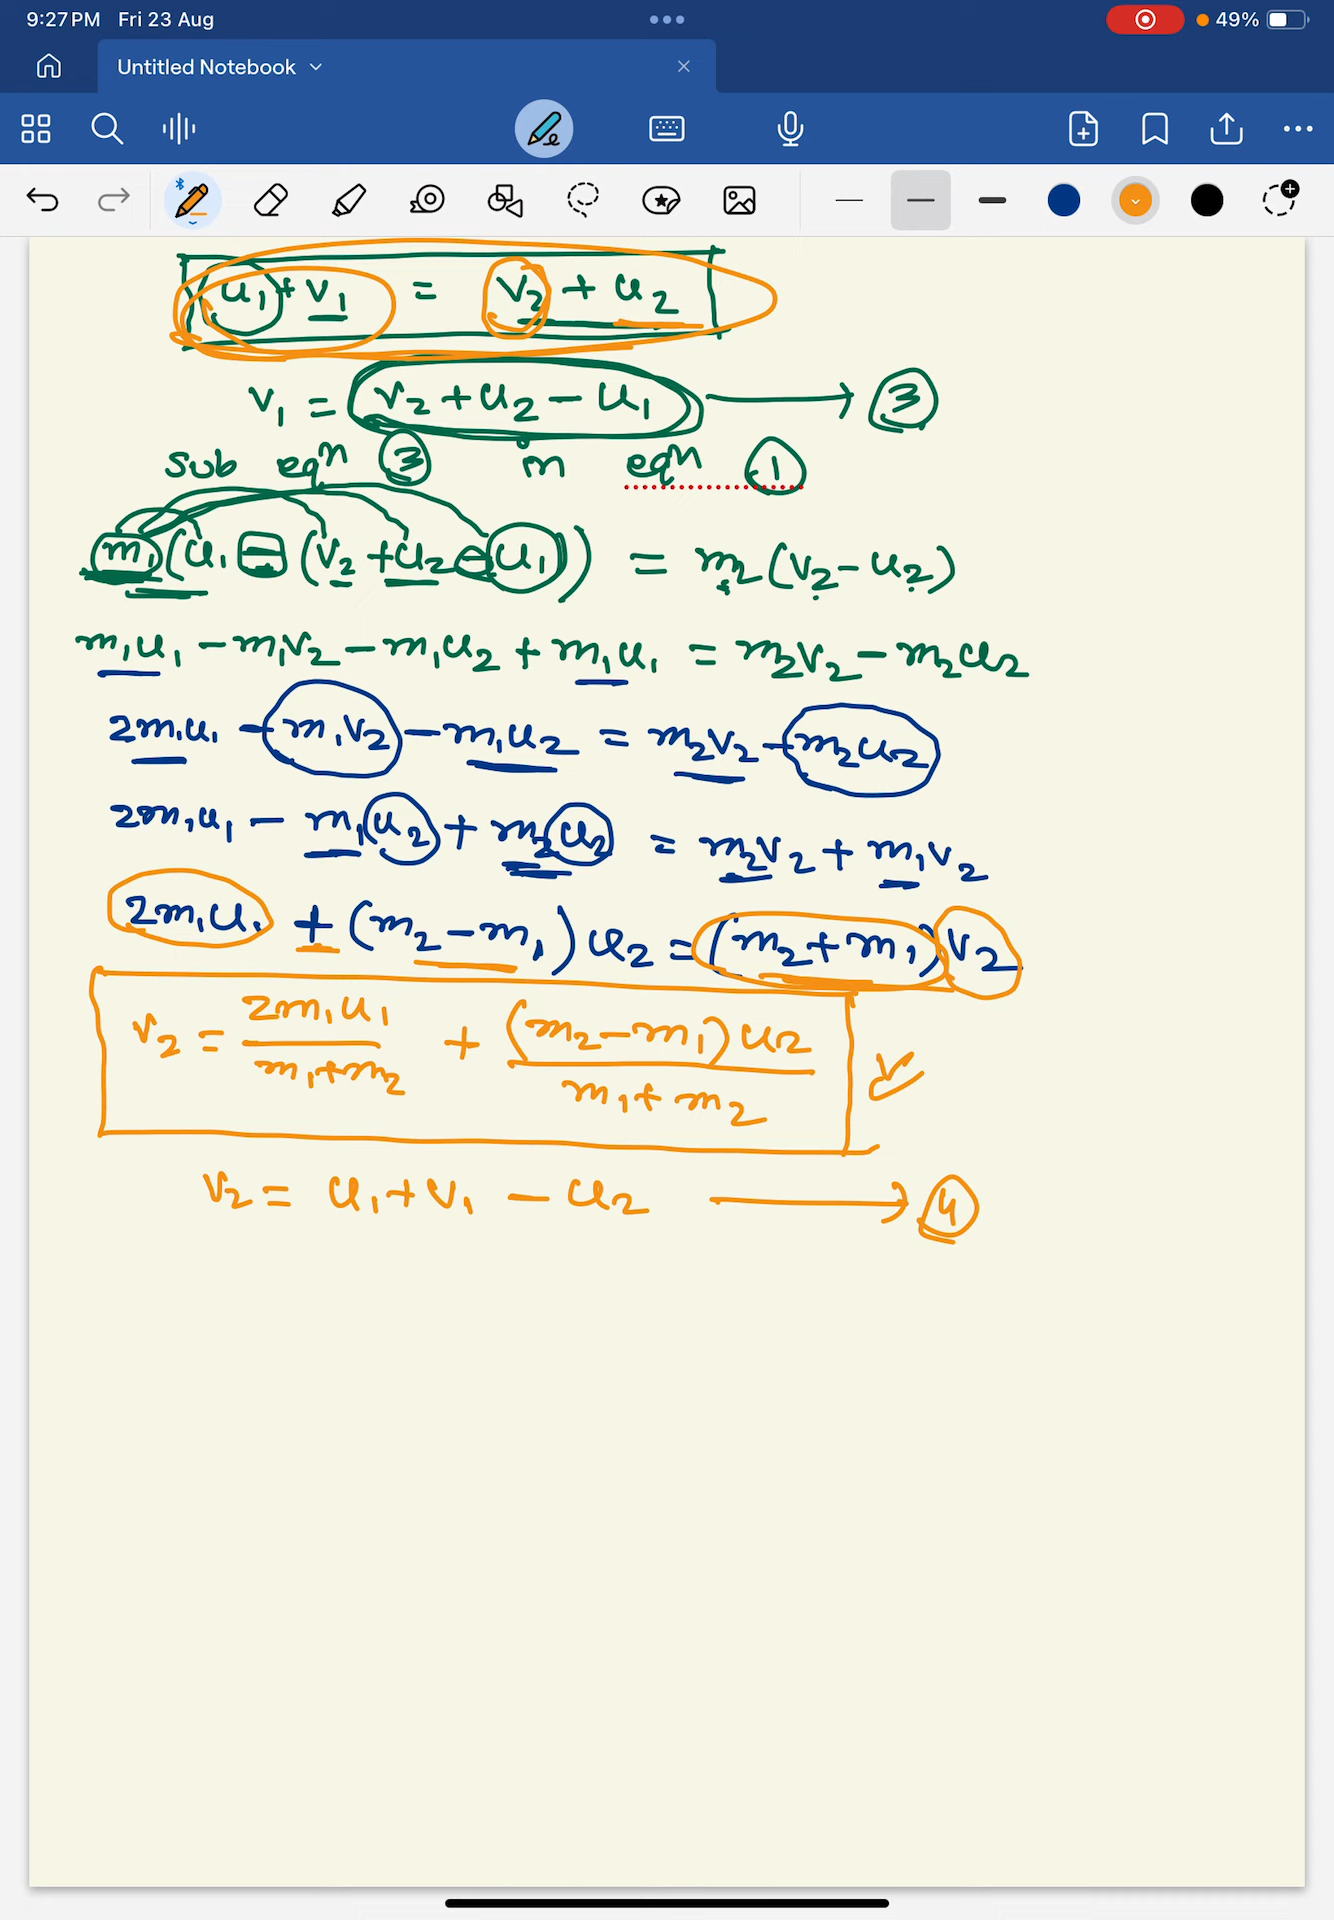 9:27 PM Fri 23 Aug 49%
Untitled Notebook
u₁ + v₁ = v₂ + u₂
v₁ = v₂ + u₂ - u₁ → ③
sub eqⁿ ③ in eqⁿ ①
m₁(u₁ - (v₂ + u₂ - u₁)) = m₂(v₂ - u₂)
m₁u₁ - m₁v₂ - m₁u₂ + m₁u₁ = m₂v₂ - m₂u₂
2m₁u₁ - m₁v₂ - m₁u₂ = m₂v₂ - m₂u₂
2m₁u₁ - m₁u₂ + m₂u₂ = m₂v₂ + m₁v₂
2m₁u₁ + (m₂ - m₁)u₂ = (m₂ + m₁)v₂
v₂ = 2m₁u₁/m₁+m₂ + (m₂-m₁)u₂/m₁+m₂
v₂ = u₁ + v₁ - u₂ → ④